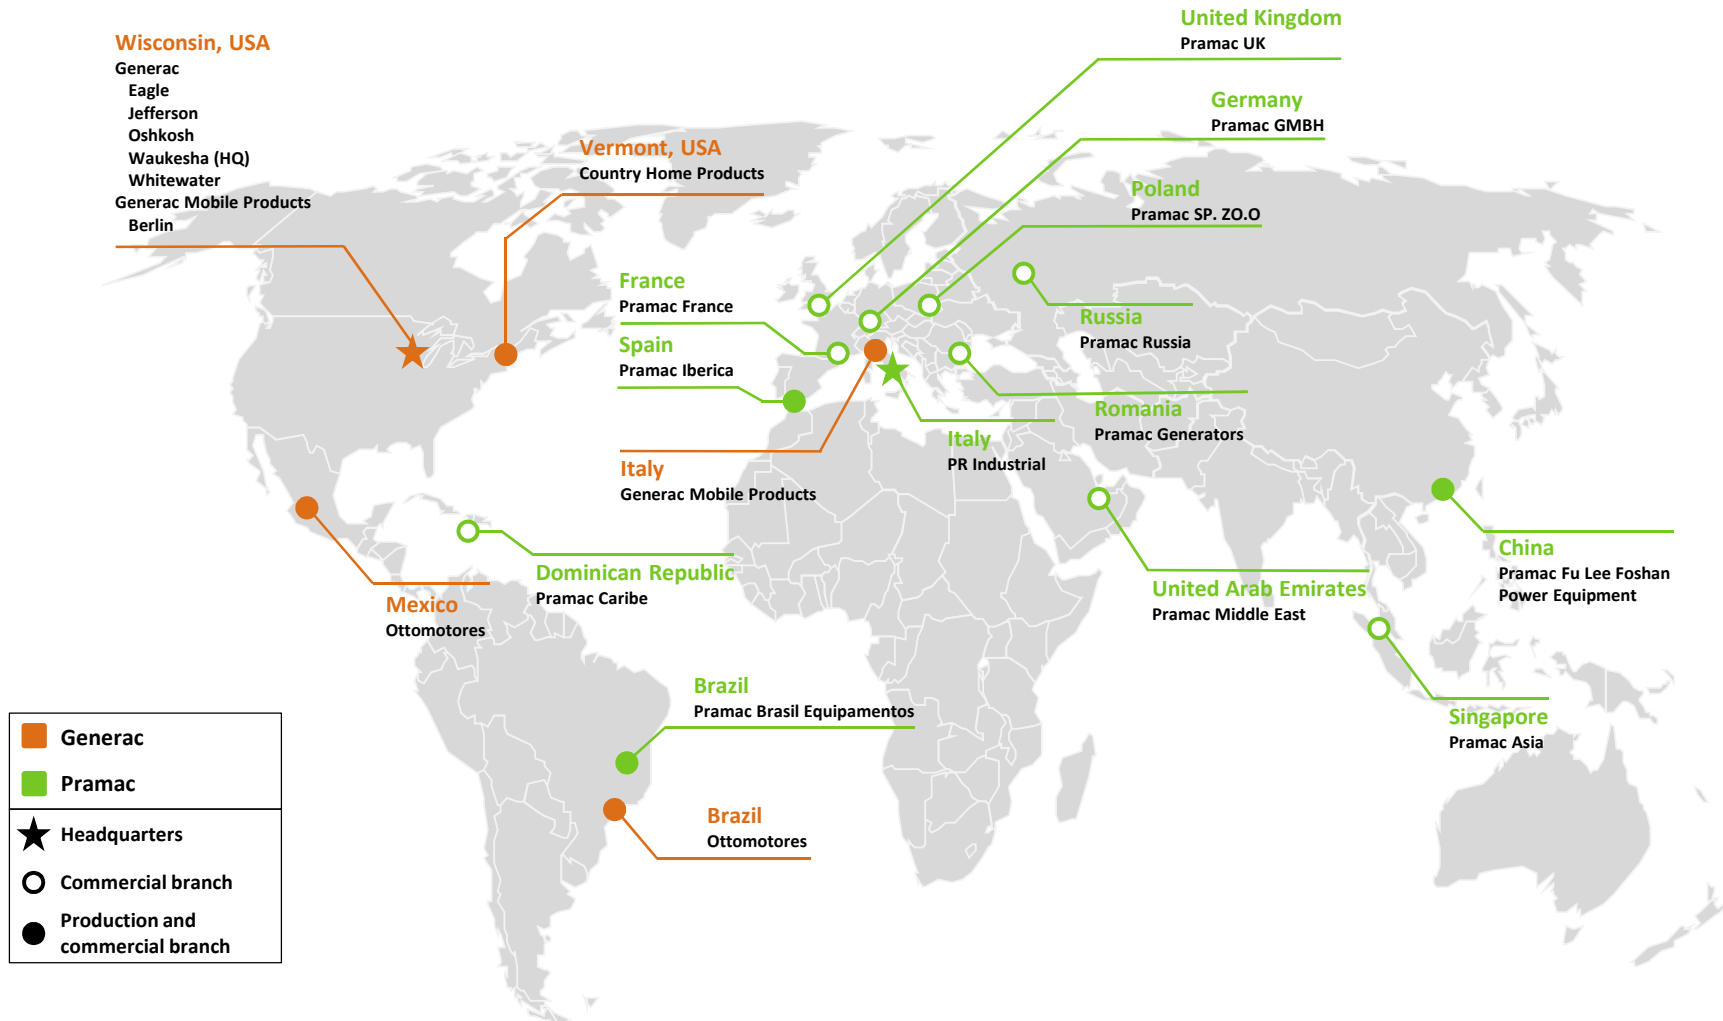 Wisconsin, USA
Generac
Eagle
Jefferson
Oshkosh
Waukesha (HQ)
Whitewater
Generac Mobile Products
Berlin
Vermont, USA
Country Home Products
United Kingdom
Pramac UK
Germany
Pramac GMBH
Poland
Pramac SP. ZO.O
France
Pramac France
Spain
Pramac Iberica
Italy
Generac Mobile Products
Russia
Pramac Russia
Romania
Pramac Generators
Italy
PR Industrial
China
Pramac Fu Lee Foshan
Power Equipment
United Arab Emirates
Pramac Middle East
Dominican Republic
Pramac Caribe
Mexico
Ottomotores
Singapore
Pramac Asia
Brazil
Pramac Brasil Equipamentos
Brazil
Ottomotores
Generac
Pramac
Headquarters
Commercial branch
Production and
commercial branch